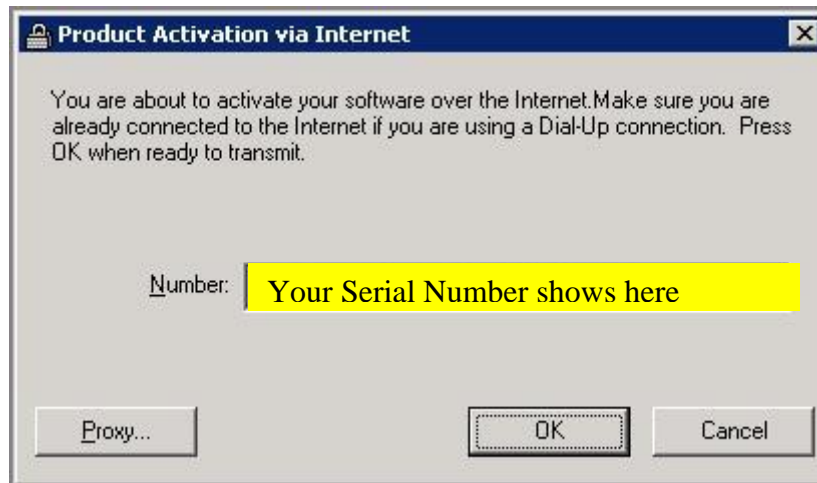 Product Activation via Internet
You are about to activate your software over the Internet.Make sure you are
already connected to the Internet if you are using a Dial-Up connection.  Press
OK when ready to transmit.
Number: Your Serial Number shows here
Proxy... OK Cancel